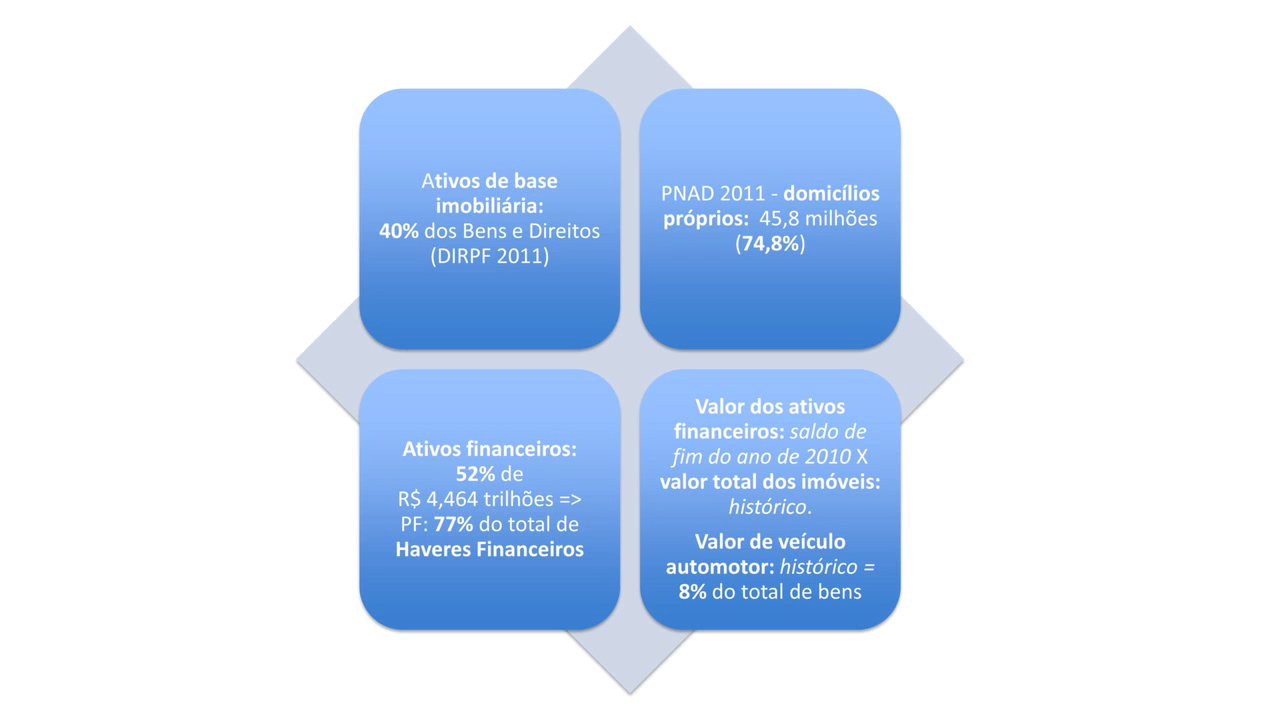 Ativos de base
imobiliária:
40% dos Bens e Direitos
(DIRPF 2011)
PNAD 2011 - domicílios
próprios: 45,8 milhões
(74,8%)
Ativos financeiros:
52% de
R$ 4,464 trilhões =>
PF: 77% do total de
Haveres Financeiros
Valor dos ativos
financeiros: saldo de
fim do ano de 2010 X
valor total dos imóveis:
histórico.
Valor de veículo
automotor: histórico =
8% do total de bens